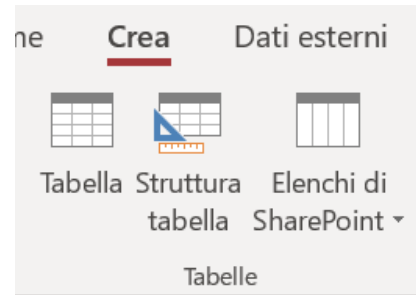 ne Crea Dati esterni
Tabella Struttura Elenchi di
tabella SharePoint
Tabelle